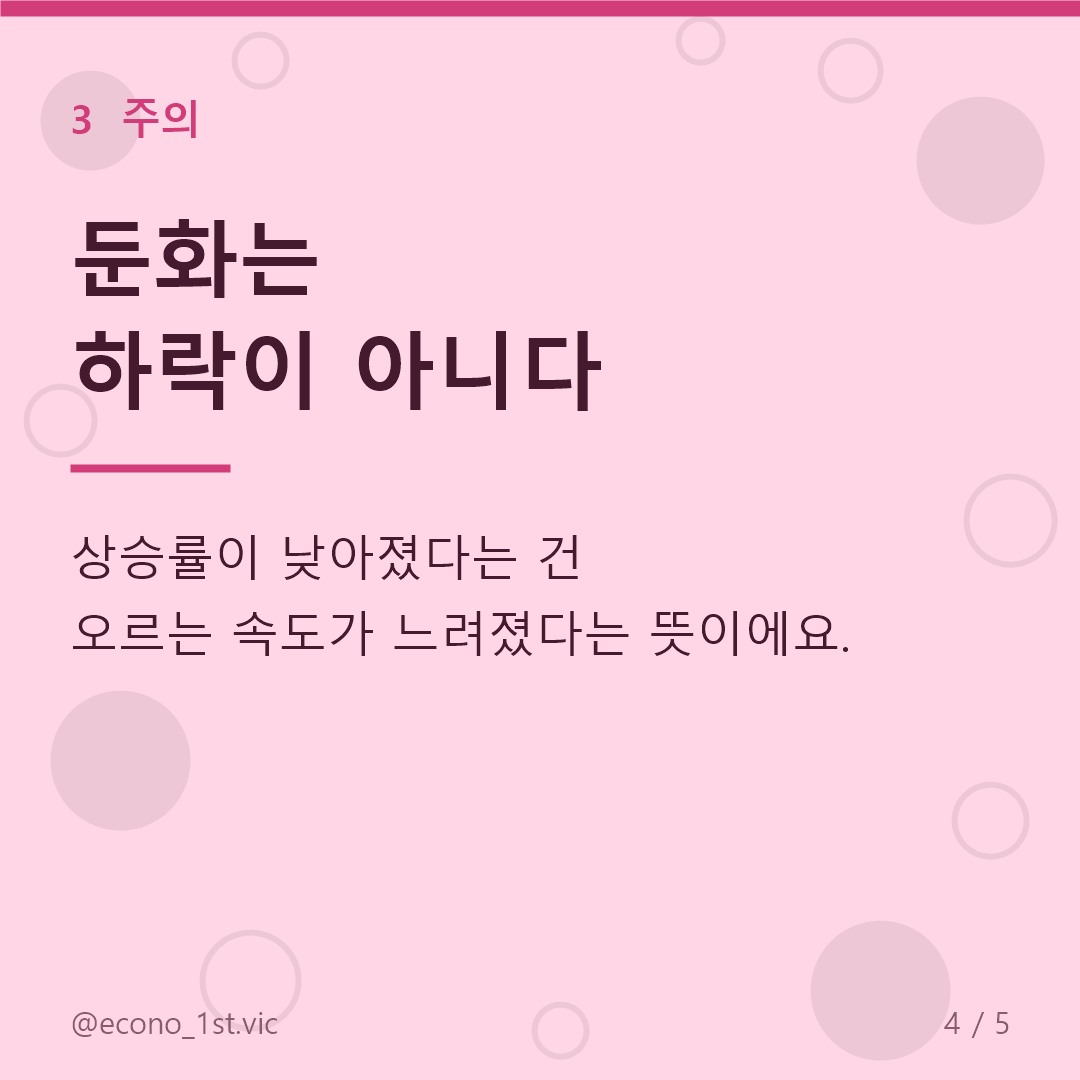 3 주의
둔화는
하락이 아니다
상승률이 낮아졌다는 건
오르는 속도가 느려졌다는 뜻이에요.
@econo_1st.vic
4 / 5